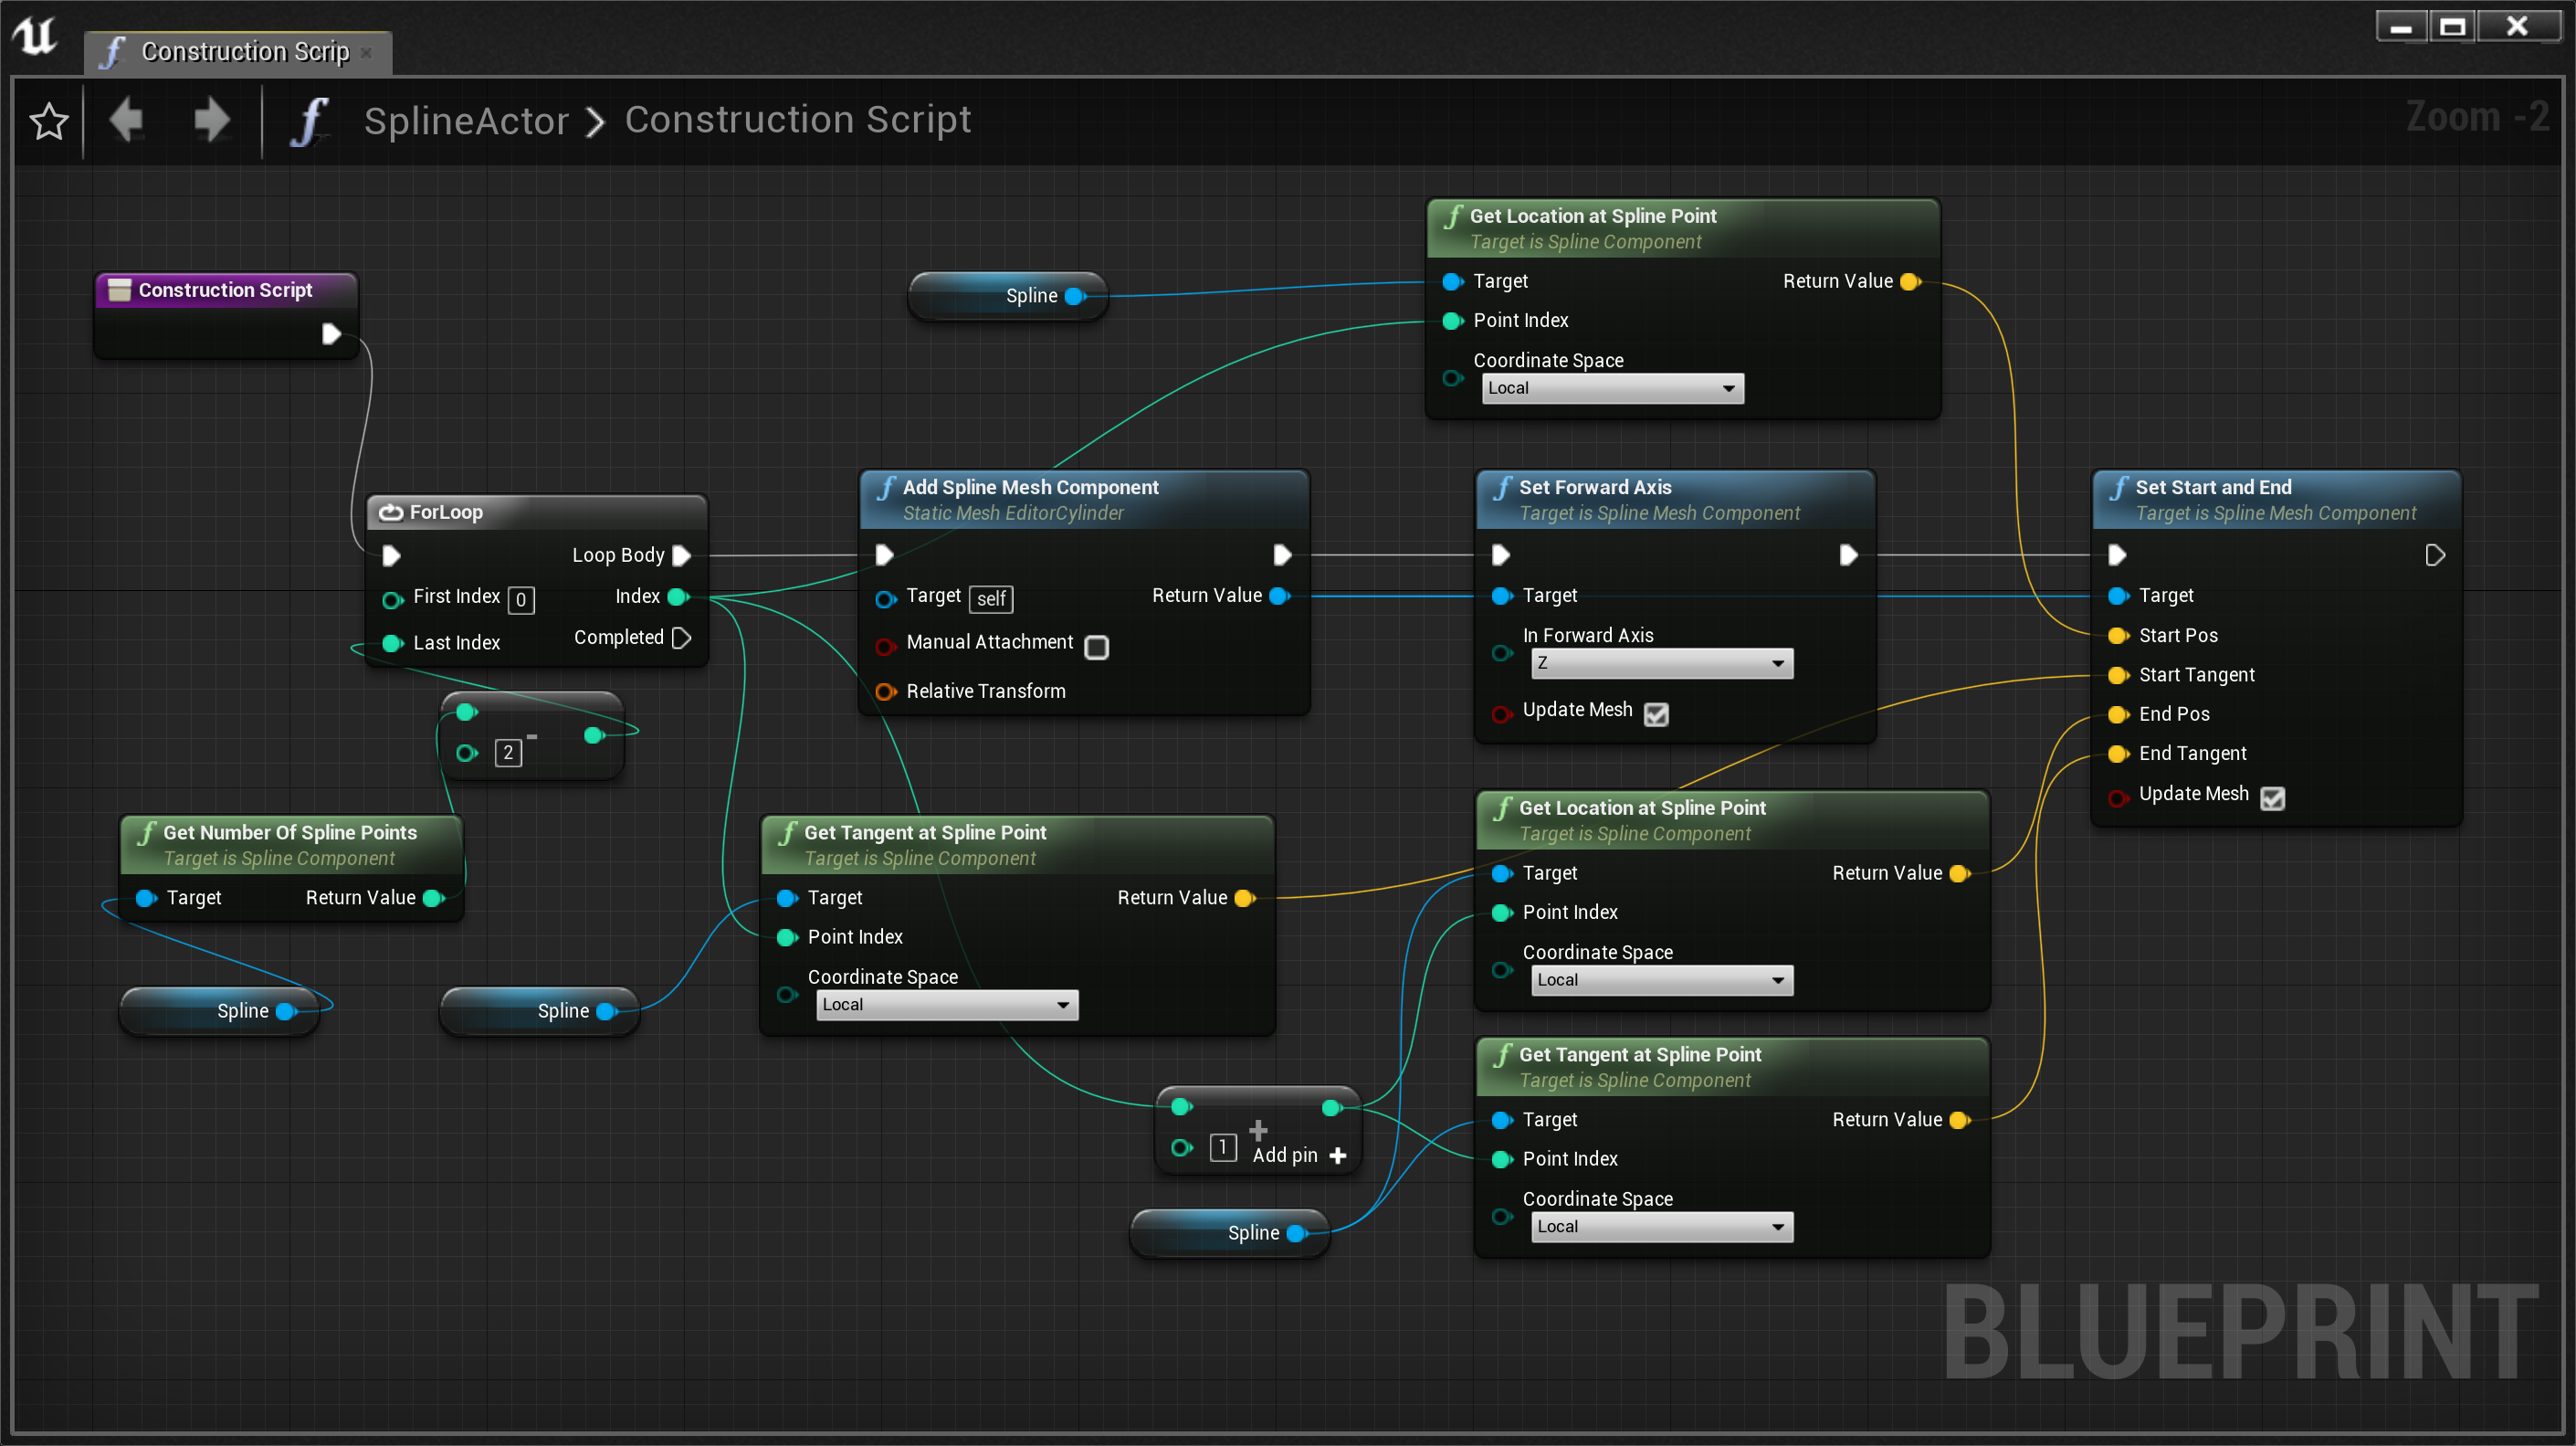 Construction Scrip
SplineActor > Construction Script
Zoom -2
Get Location at Spline Point
Target is Spline Component
Target
Return Value
Point Index
Coordinate Space
Local
Construction Script
Spline
ForLoop
Loop Body
First Index 0
Index
Last Index
Completed
Add Spline Mesh Component
Static Mesh EditorCylinder
Target self
Return Value
Manual Attachment
Relative Transform
Set Forward Axis
Target is Spline Mesh Component
Target
In Forward Axis
Z
Update Mesh
Set Start and End
Target is Spline Mesh Component
Target
Start Pos
Start Tangent
End Pos
End Tangent
Update Mesh
2 -
Get Number Of Spline Points
Target is Spline Component
Target
Return Value
Spline
Spline
Get Tangent at Spline Point
Target is Spline Component
Target
Return Value
Point Index
Coordinate Space
Local
Get Location at Spline Point
Target is Spline Component
Target
Return Value
Point Index
Coordinate Space
Local
1 +
Add pin +
Spline
Get Tangent at Spline Point
Target is Spline Component
Target
Return Value
Point Index
Coordinate Space
Local
BLUEPRINT